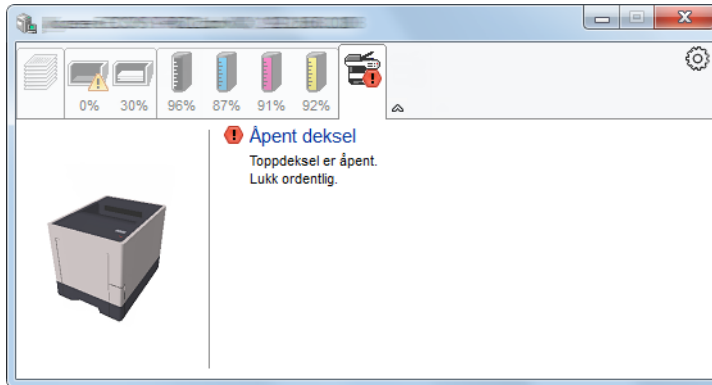 0% 30% 96% 87% 91% 92%
Åpent deksel
Toppdeksel er åpent.
Lukk ordentlig.